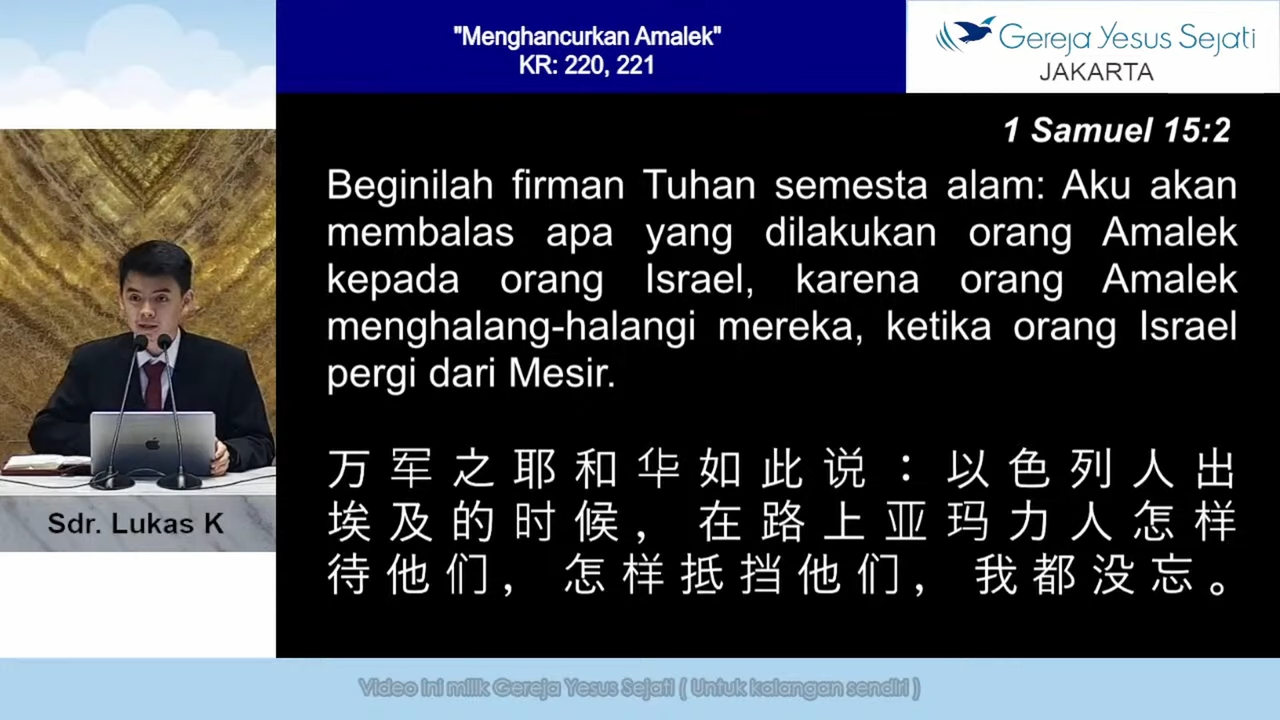 "Menghancurkan Amalek"
KR: 220, 221
Gereja Yesus Sejati
JAKARTA
1 Samuel 15:2
Beginilah firman Tuhan semesta alam: Aku akan
membalas apa yang dilakukan orang Amalek
kepada orang Israel, karena orang Amalek
menghalang-halangi mereka, ketika orang Israel
pergi dari Mesir.
万军之耶和华如此说：以色列人出
埃及的时候，在路上亚玛力人怎样
待他们，怎样抵挡他们，我都没忘。
Sdr. Lukas K
Video ini milik Gereja Yesus Sejati ( Untuk kalangan sendiri )